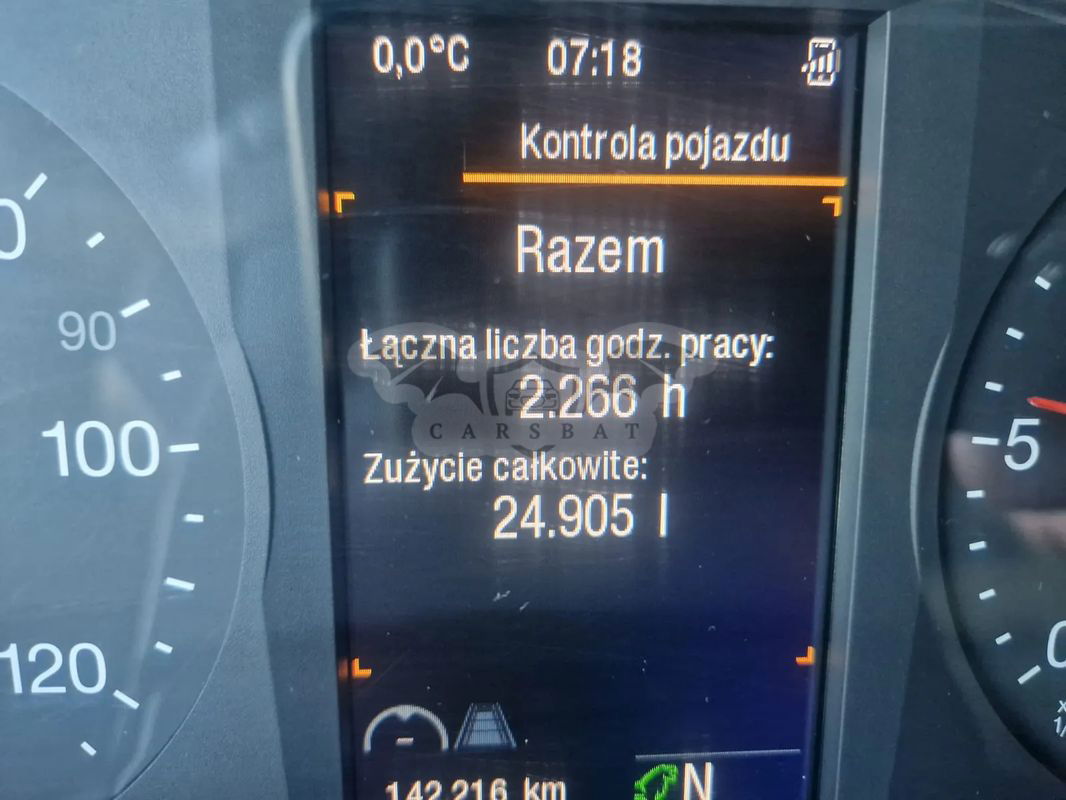 0,0°C 07:18
Kontrola pojazdu
Razem
Łączna liczba godz. pracy:
2.266 h
CARSBAT
Zużycie całkowite:
24.905 l
142.216 km N
90
100
120
5
0